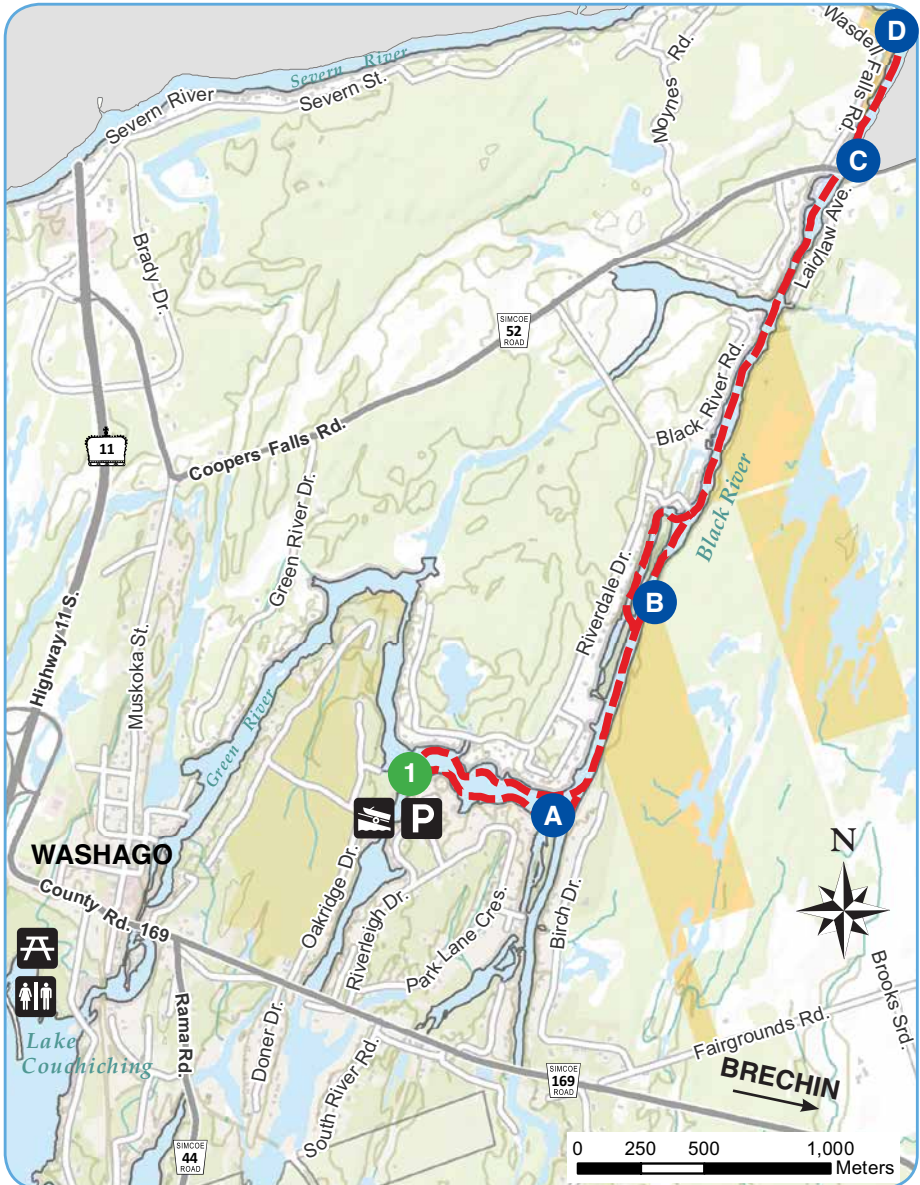 D
Wasdell Falls Rd.
Severn River
Severn St.
Severn River
Moynes Rd.
C
Laidlaw Ave.
Brady Dr.
SIMCOE
52
ROAD
Black River Rd.
11
Coopers Falls Rd.
Green River Dr.
Black River
Highway 11 S.
Muskoka St.
Riverdale Dr.
B
Green River
1
A
P
WASHAGO
N
County Rd. 169
Oakridge Dr.
Riverleigh Dr.
Park Lane Cres.
Birch Dr.
Brooks Srd.
Rama Rd.
Lake
Couchiching
Doner Dr.
South River Rd.
Fairgrounds Rd.
BRECHIN
SIMCOE
169
ROAD
SIMCOE
44
ROAD
0 250 500 1,000
Meters